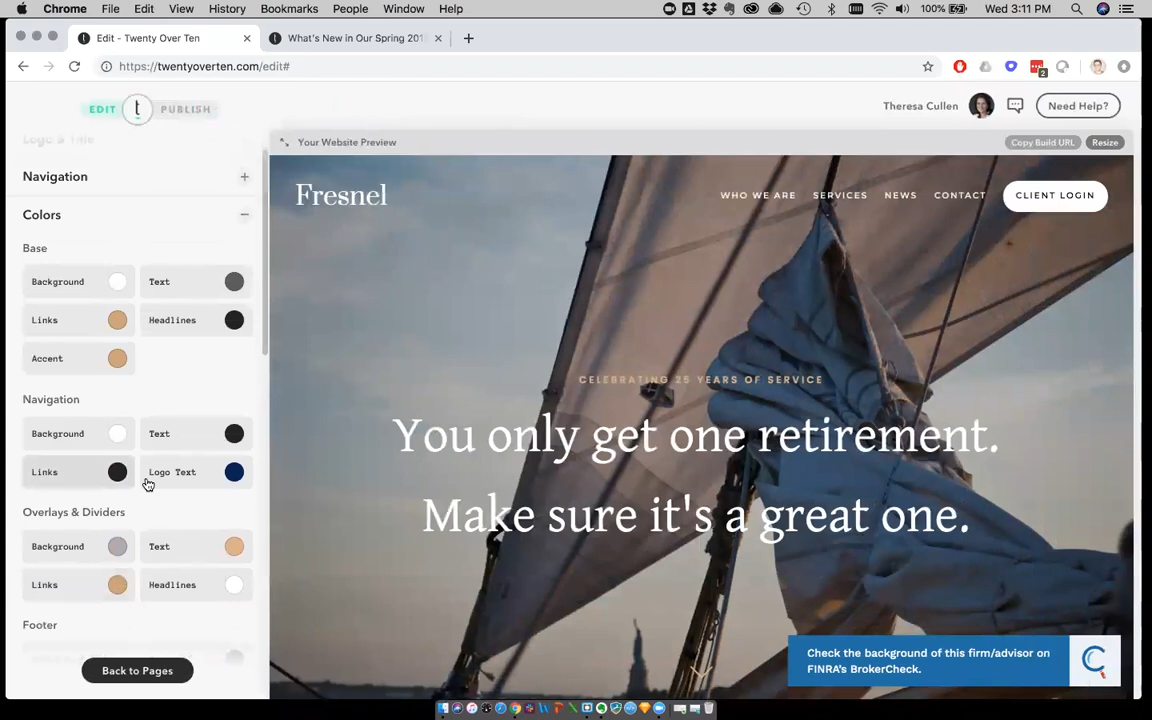 Chrome File Edit View History Bookmarks People Window Help 100% Wed 3:11 PM
Edit - Twenty Over Ten
What's New in Our Spring 201
https://twentyoverten.com/edit#
2
EDIT t PUBLISH
Theresa Cullen
Need Help?
Logo & Title
Navigation
Colors
Base
Background
Text
Links
Headlines
Accent
Navigation
Background
Text
Links
Logo Text
Overlays & Dividers
Background
Text
Links
Headlines
Footer
Back to Pages
Your Website Preview
Copy Build URL
Resize
Fresnel
WHO WE ARE SERVICES NEWS CONTACT CLIENT LOGIN
CELEBRATING 25 YEARS OF SERVICE
You only get one retirement.
Make sure it's a great one.
Check the background of this firm/advisor on
FINRA's BrokerCheck.